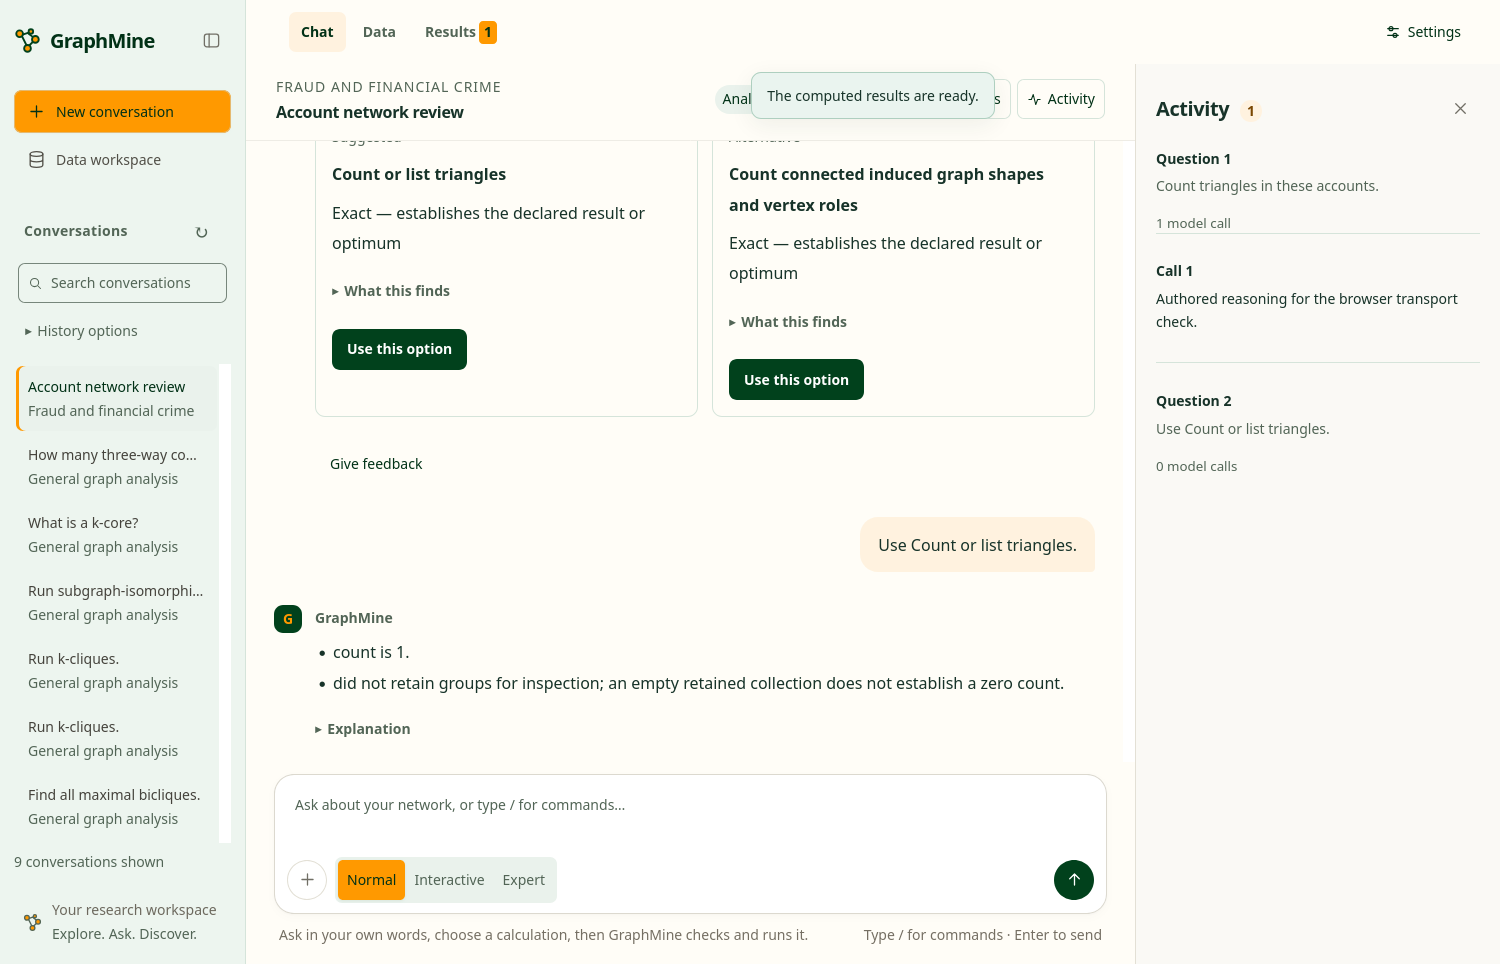 GraphMine
New conversation
Data workspace
Conversations
Search conversations
History options
Account network review
Fraud and financial crime
How many three-way co...
General graph analysis
What is a k-core?
General graph analysis
Run subgraph-isomorphi...
General graph analysis
Run k-cliques.
General graph analysis
Run k-cliques.
General graph analysis
Find all maximal bicliques.
General graph analysis
9 conversations shown
Your research workspace
Explore. Ask. Discover.
Chat Data Results 1
Settings
FRAUD AND FINANCIAL CRIME
Account network review
The computed results are ready.
Activity
Count or list triangles
Exact — establishes the declared result or
optimum
What this finds
Use this option
Count connected induced graph shapes
and vertex roles
Exact — establishes the declared result or
optimum
What this finds
Use this option
Give feedback
Use Count or list triangles.
G GraphMine
• count is 1.
• did not retain groups for inspection; an empty retained collection does not establish a zero count.
Explanation
Ask about your network, or type / for commands...
Normal Interactive Expert
Ask in your own words, choose a calculation, then GraphMine checks and runs it.
Type / for commands · Enter to send
Activity 1
Question 1
Count triangles in these accounts.
1 model call
Call 1
Authored reasoning for the browser transport
check.
Question 2
Use Count or list triangles.
0 model calls